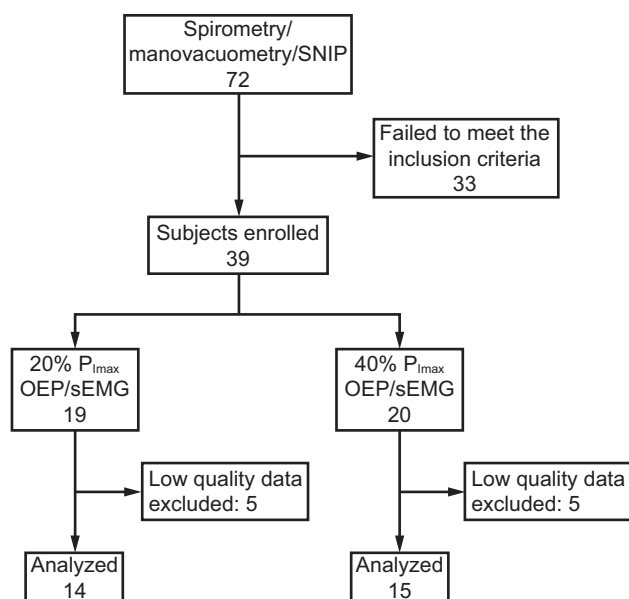 Spirometry/
manovacuometry/SNIP
72
Failed to meet the
inclusion criteria
33
Subjects enrolled
39
20% PImax
OEP/sEMG
19
40% PImax
OEP/sEMG
20
Low quality data
excluded: 5
Low quality data
excluded: 5
Analyzed
14
Analyzed
15